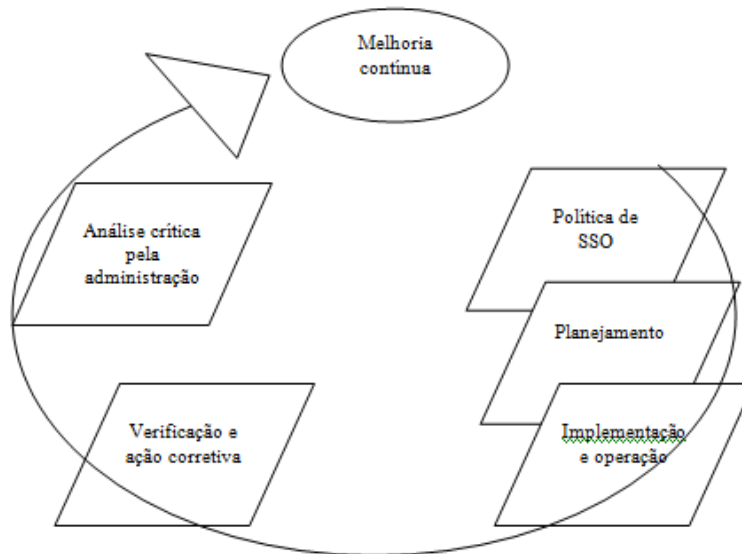 Melhoria
contínua
Política de
SSO
Análise crítica
pela
administração
Planejamento
Implementação
e operação
Verificação e
ação corretiva